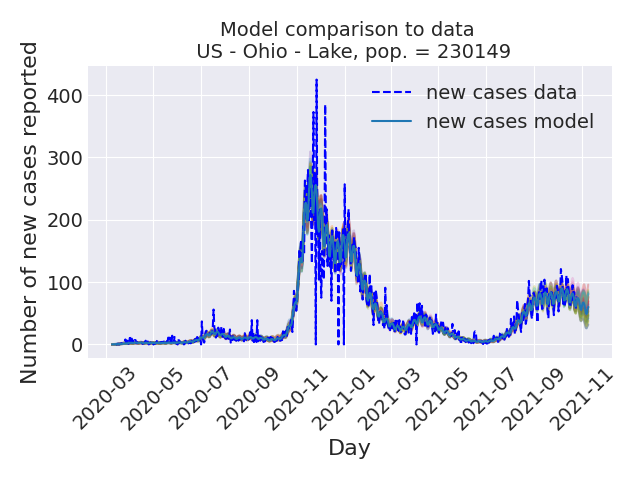 Model comparison to data
US - Ohio - Lake, pop. = 230149
Number of new cases reported
400
300
200
100
0
new cases data
new cases model
2020-03
2020-05
2020-07
2020-09
2020-11
2021-01
2021-03
2021-05
2021-07
2021-09
2021-11
Day